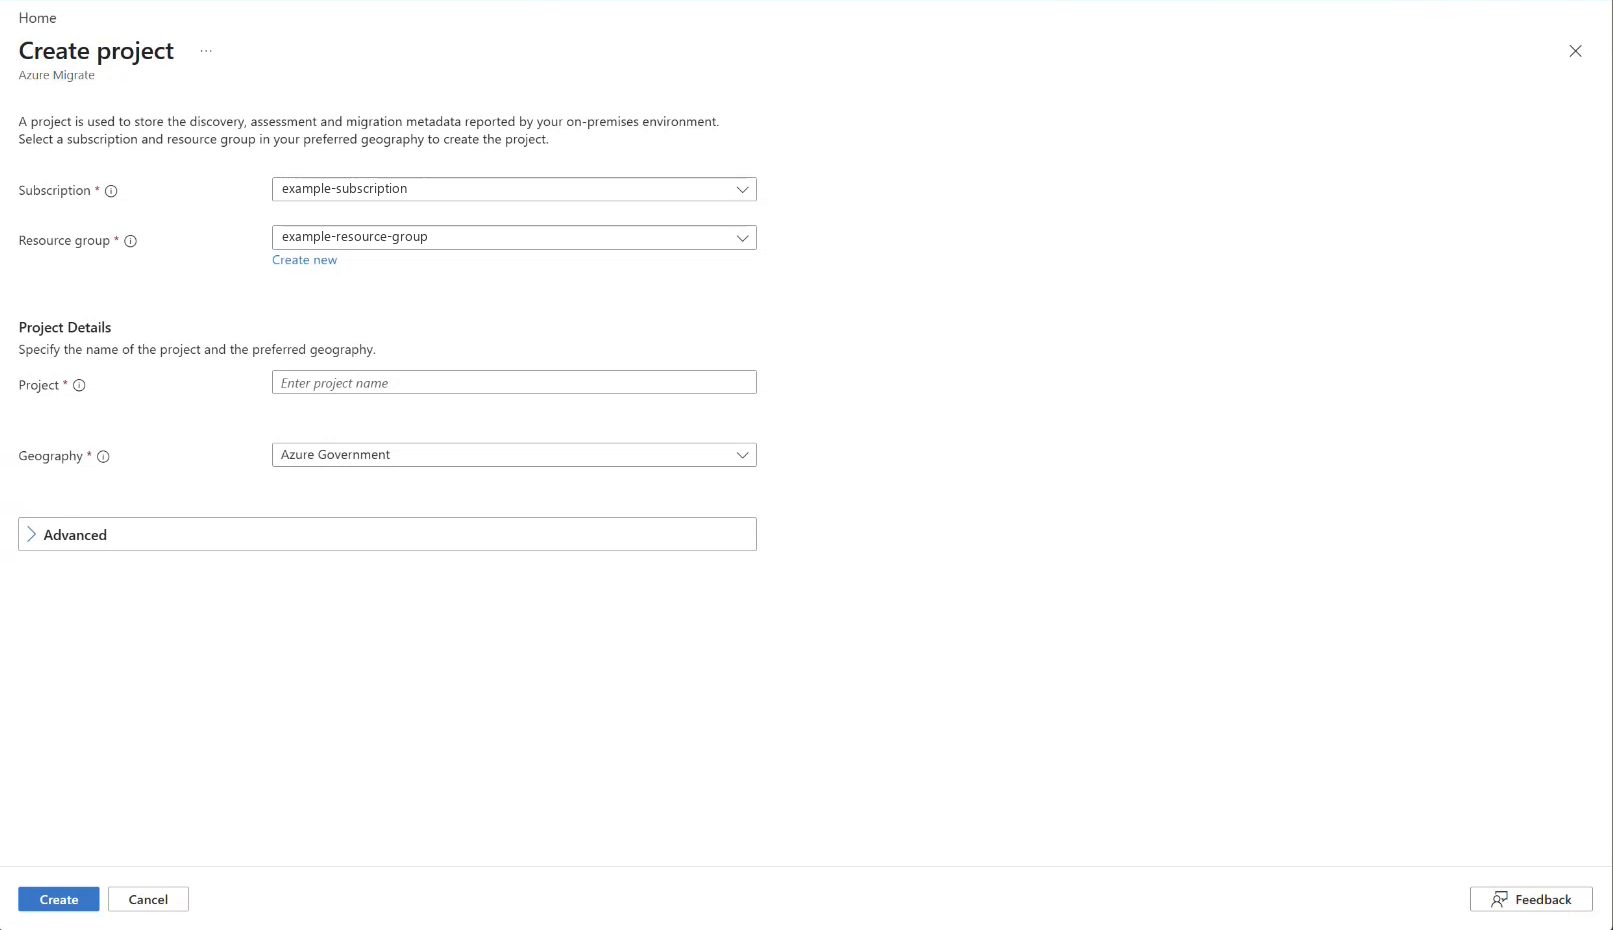 Home
Create project ...
Azure Migrate
A project is used to store the discovery, assessment and migration metadata reported by your on-premises environment.
Select a subscription and resource group in your preferred geography to create the project.
Subscription *
example-subscription
Resource group *
example-resource-group
Create new
Project Details
Specify the name of the project and the preferred geography.
Project *
Enter project name
Geography *
Azure Government
Advanced
Create
Cancel
Feedback